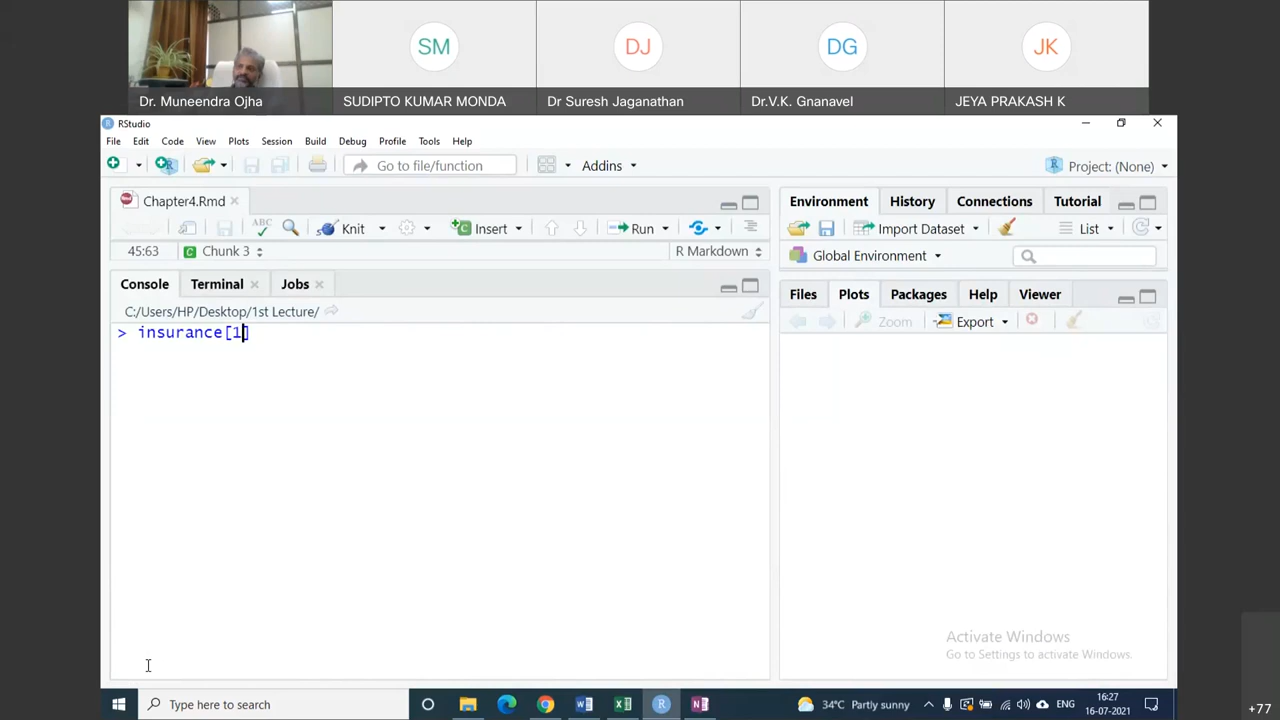 SM
DJ
DG
JK
Dr. Muneendra Ojha
SUDIPTO KUMAR MONDA
Dr Suresh Jaganathan
Dr.V.K. Gnanavel
JEYA PRAKASH K
RStudio
File Edit Code View Plots Session Build Debug Profile Tools Help
Go to file/function
Addins
Project: (None)
Chapter4.Rmd
ABC
Knit
Insert
Run
45:63
Chunk 3
R Markdown
Console
Terminal
Jobs
C:/Users/HP/Desktop/1st Lecture/
> insurance[1]
Environment
History
Connections
Tutorial
Import Dataset
List
Global Environment
Files
Plots
Packages
Help
Viewer
Zoom
Export
Activate Windows
Go to Settings to activate Windows.
Type here to search
34°C Partly sunny
ENG
16:27
16-07-2021
+77